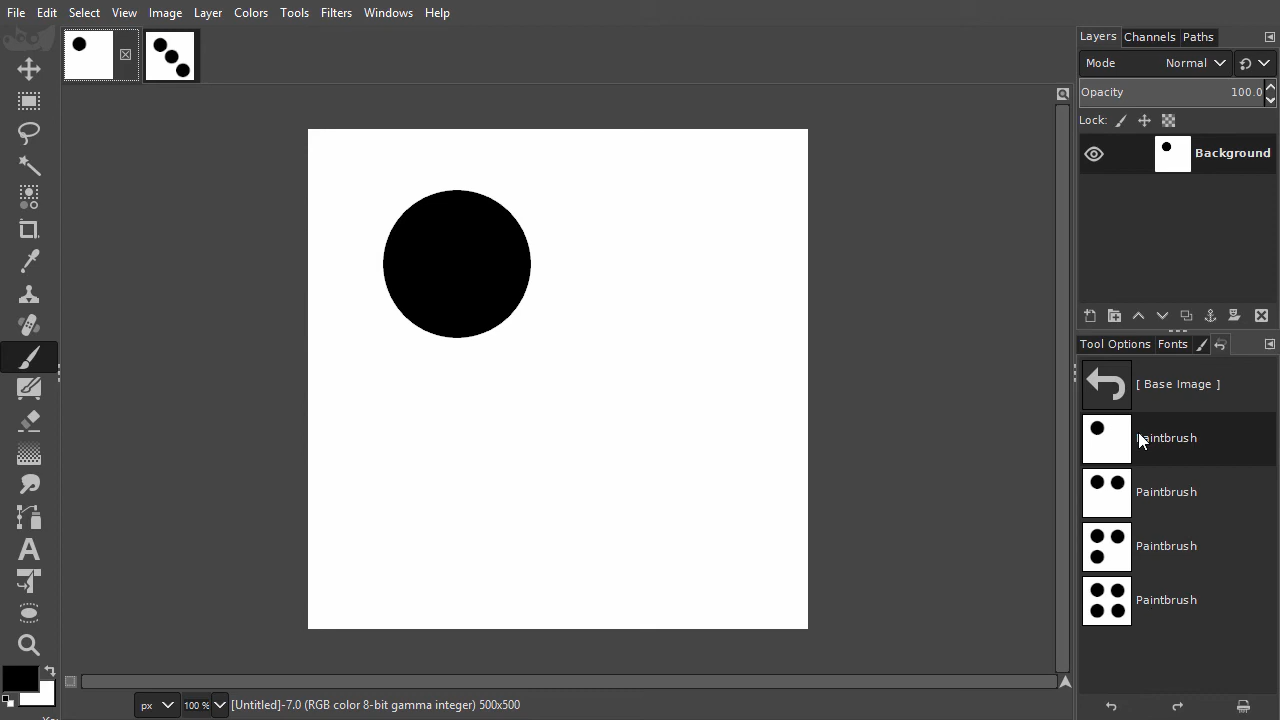 File Edit Select View Image Layer Colors Tools Filters Windows Help
Layers Channels Paths
Mode Normal
Opacity 100.0
Lock:
Background
Tool Options Fonts
[ Base Image ]
Paintbrush
Paintbrush
Paintbrush
Paintbrush
px 100 % [Untitled]-7.0 (RGB color 8-bit gamma integer) 500x500